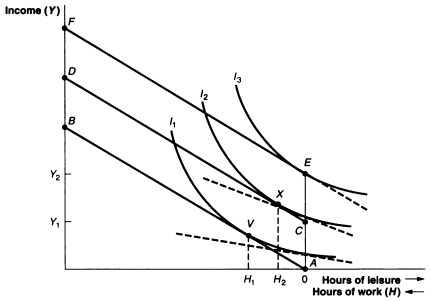 Income (Y)
F
D
B
I₃
I₂
I₁
E
Y₂
X
Y₁
C
V
A
H₁
H₂
0
Hours of leisure →
Hours of work (H) ←